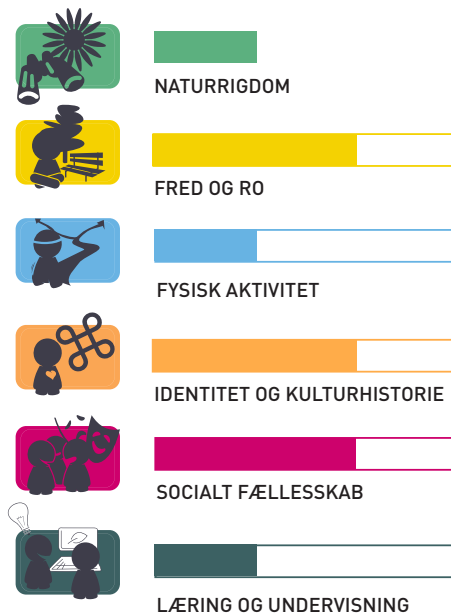 NATURRIGDOM
FRED OG RO
FYSISK AKTIVITET
IDENTITET OG KULTURHISTORIE
SOCIALT FÆLLESSKAB
LÆRING OG UNDERVISNING